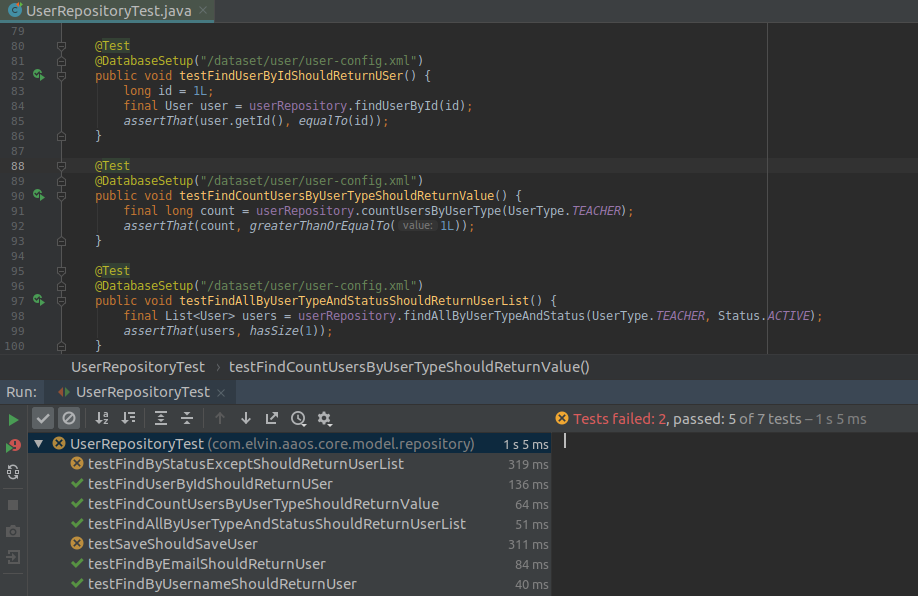 UserRepositoryTest.java
79
80 @Test
81 @DatabaseSetup("/dataset/user/user-config.xml")
82 public void testFindUserByIdShouldReturnUSer() {
83 long id = 1L;
84 final User user = userRepository.findUserById(id);
85 assertThat(user.getId(), equalTo(id));
86 }
87
88 @Test
89 @DatabaseSetup("/dataset/user/user-config.xml")
90 public void testFindCountUsersByUserTypeShouldReturnValue() {
91 final long count = userRepository.countUsersByUserType(UserType.TEACHER);
92 assertThat(count, greaterThanOrEqualTo( value: 1L));
93 }
94
95 @Test
96 @DatabaseSetup("/dataset/user/user-config.xml")
97 public void testFindAllByUserTypeAndStatusShouldReturnUserList() {
98 final List<User> users = userRepository.findAllByUserTypeAndStatus(UserType.TEACHER, Status.ACTIVE);
99 assertThat(users, hasSize(1));
100 }
UserRepositoryTest › testFindCountUsersByUserTypeShouldReturnValue()
Run: UserRepositoryTest
Tests failed: 2, passed: 5 of 7 tests – 1 s 5 ms
UserRepositoryTest (com.elvin.aaos.core.model.repository) 1 s 5 ms
testFindByStatusExceptShouldReturnUserList 319 ms
testFindUserByIdShouldReturnUSer 136 ms
testFindCountUsersByUserTypeShouldReturnValue 64 ms
testFindAllByUserTypeAndStatusShouldReturnUserList 51 ms
testSaveShouldSaveUser 311 ms
testFindByEmailShouldReturnUser 84 ms
testFindByUsernameShouldReturnUser 40 ms